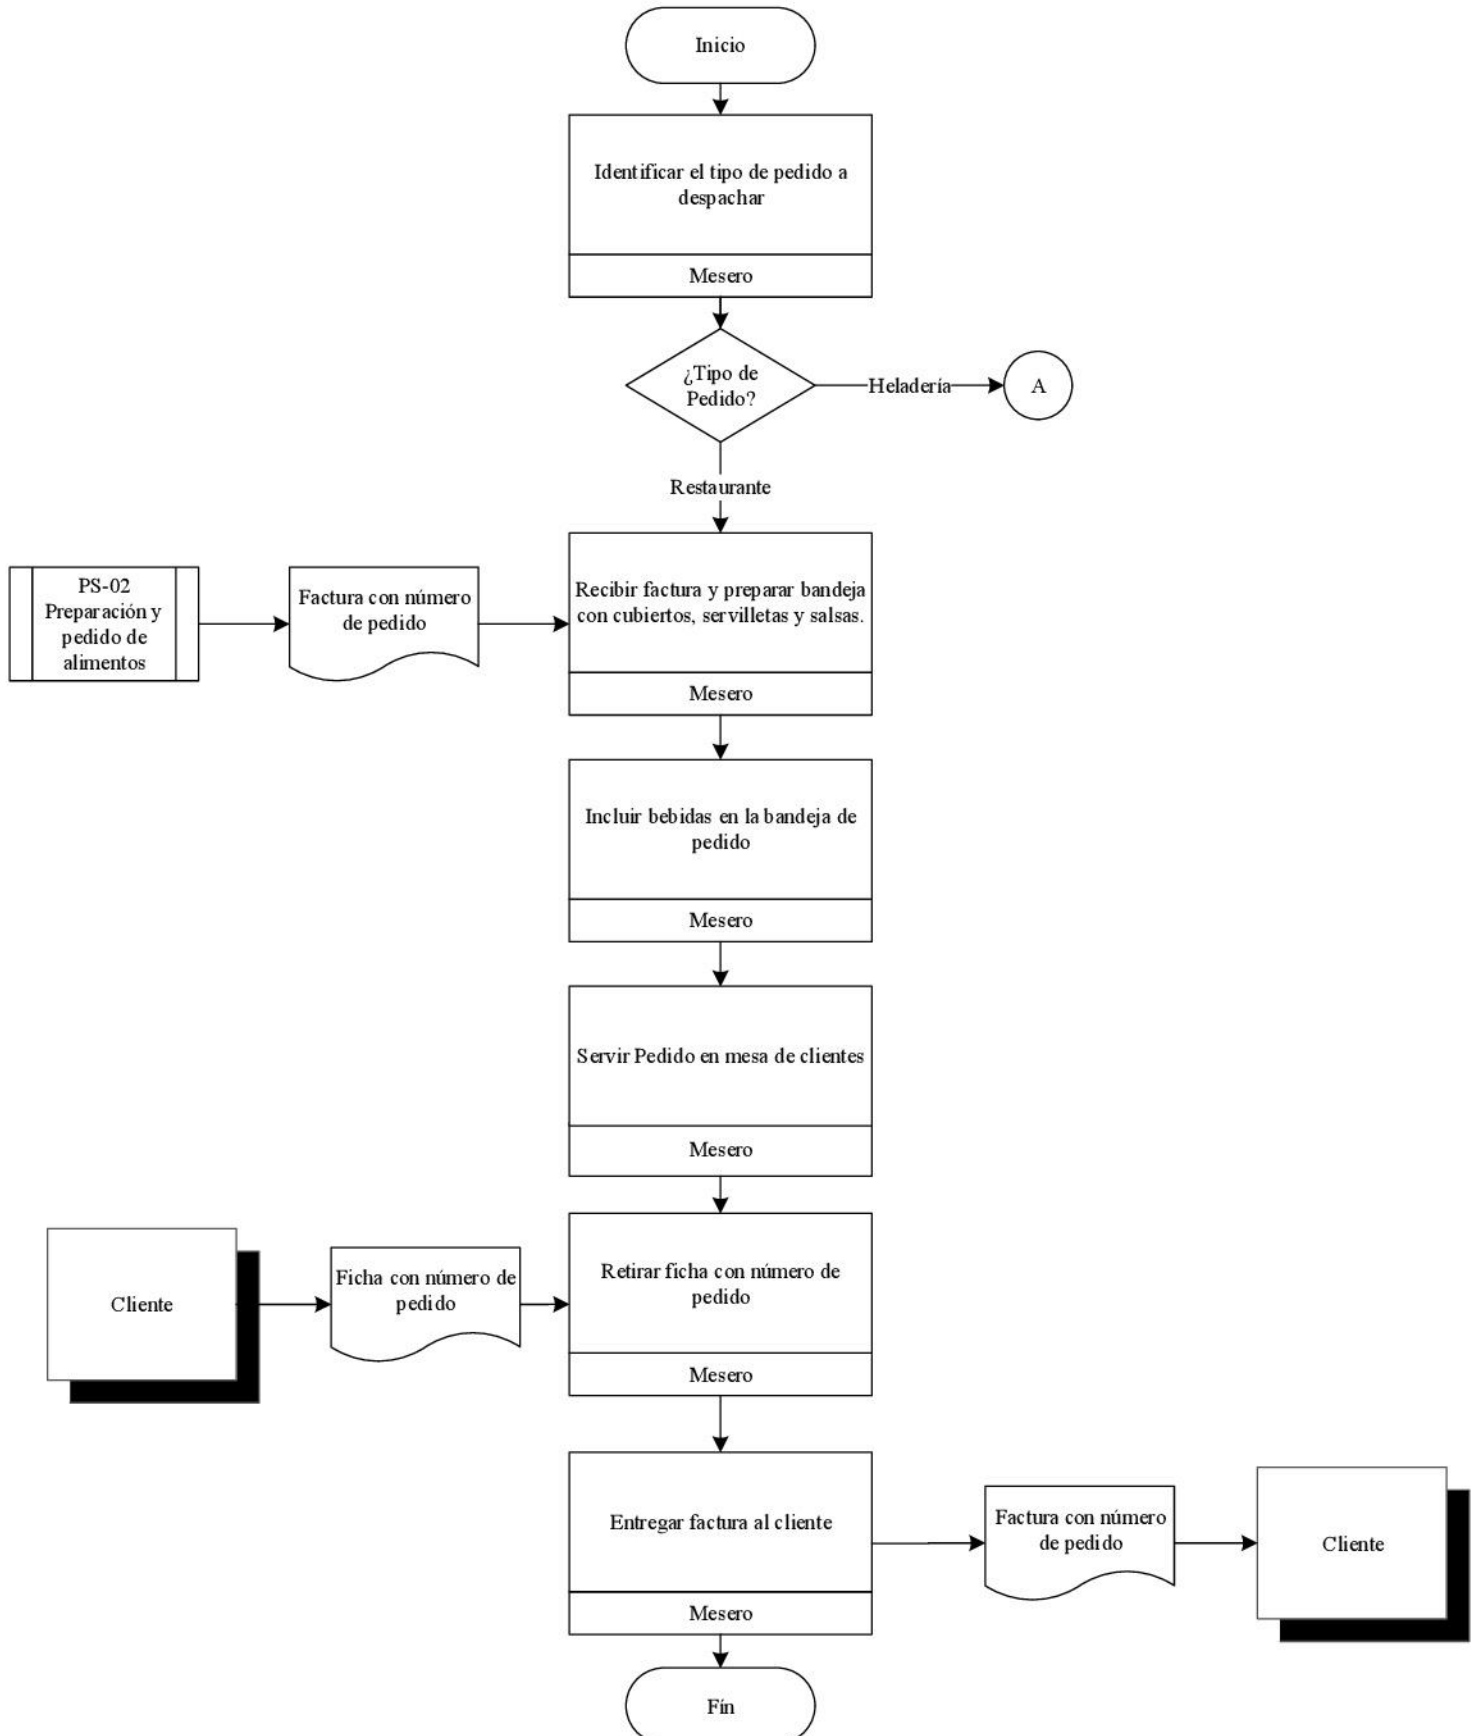 Inicio
Identificar el tipo de pedido a
despachar
Mesero
¿Tipo de
Pedido?
Heladería
A
Restaurante
PS-02
Preparación y
pedido de
alimentos
Factura con número
de pedido
Recibir factura y preparar bandeja
con cubiertos, servilletas y salsas.
Mesero
Incluir bebidas en la bandeja de
pedido
Mesero
Servir Pedido en mesa de clientes
Mesero
Cliente
Ficha con número de
pedido
Retirar ficha con número de
pedido
Mesero
Entregar factura al cliente
Mesero
Factura con número
de pedido
Cliente
Fín